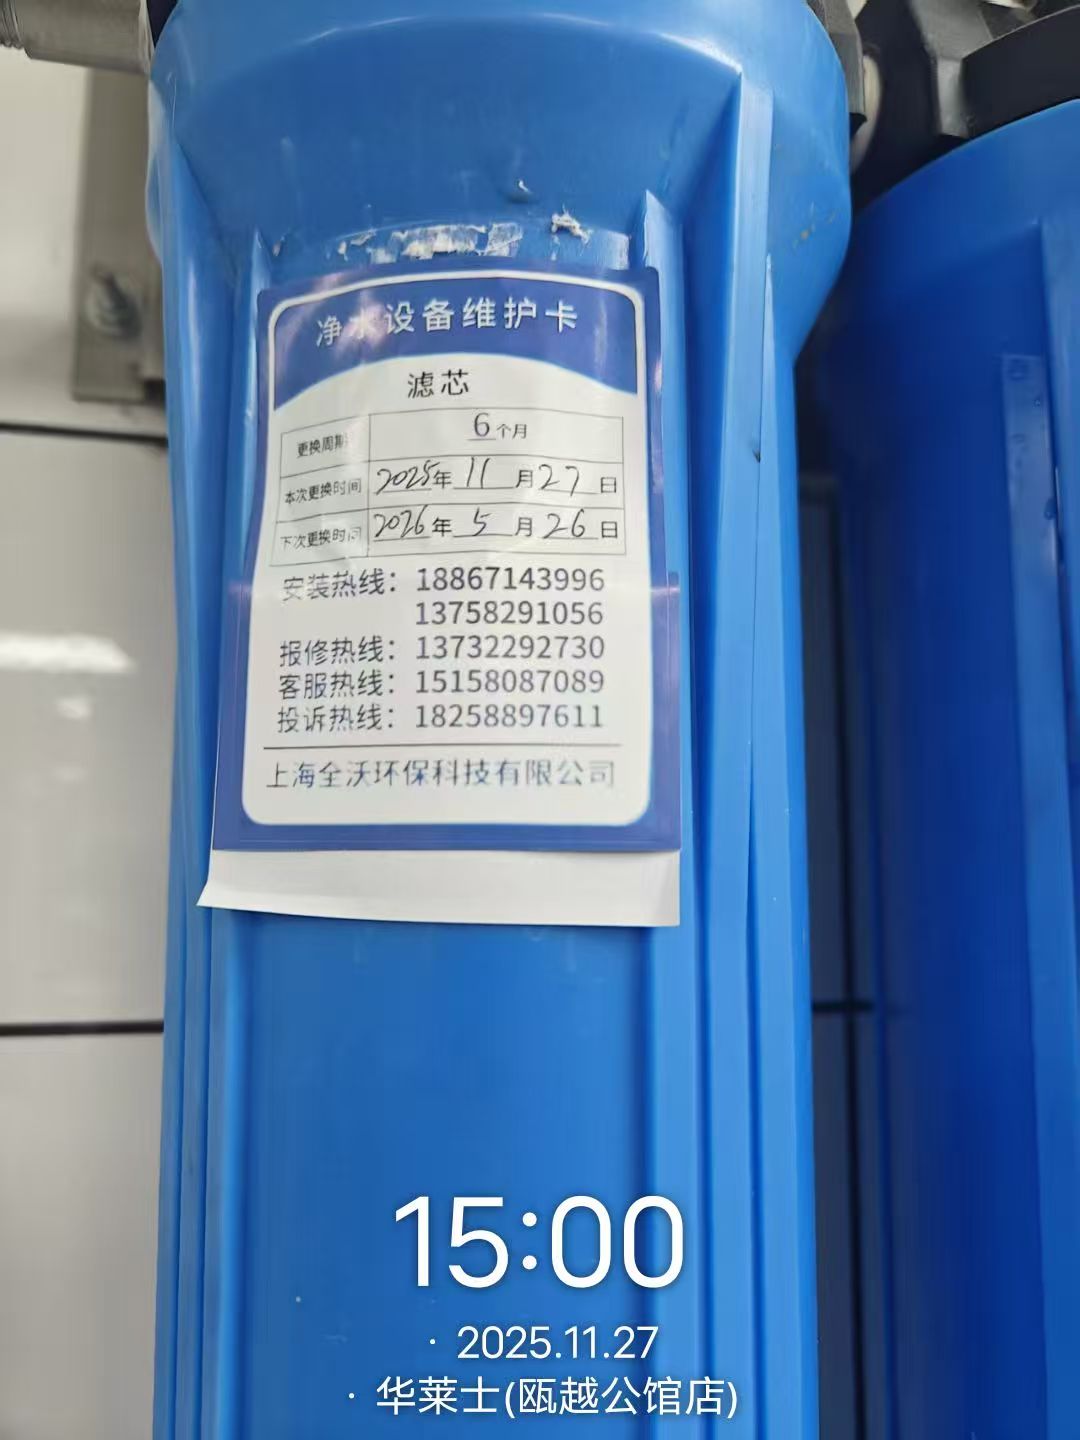 净水设备维护卡
滤芯
更换周期 6个月
本次更换时间 2025年11月27日
下次更换时间 2026年5月26日
安装热线：18867143996
13758291056
报修热线：13732292730
客服热线：15158087089
投诉热线：18258897611
上海全沃环保科技有限公司
15:00
· 2025.11.27
· 华莱士(瓯越公馆店)